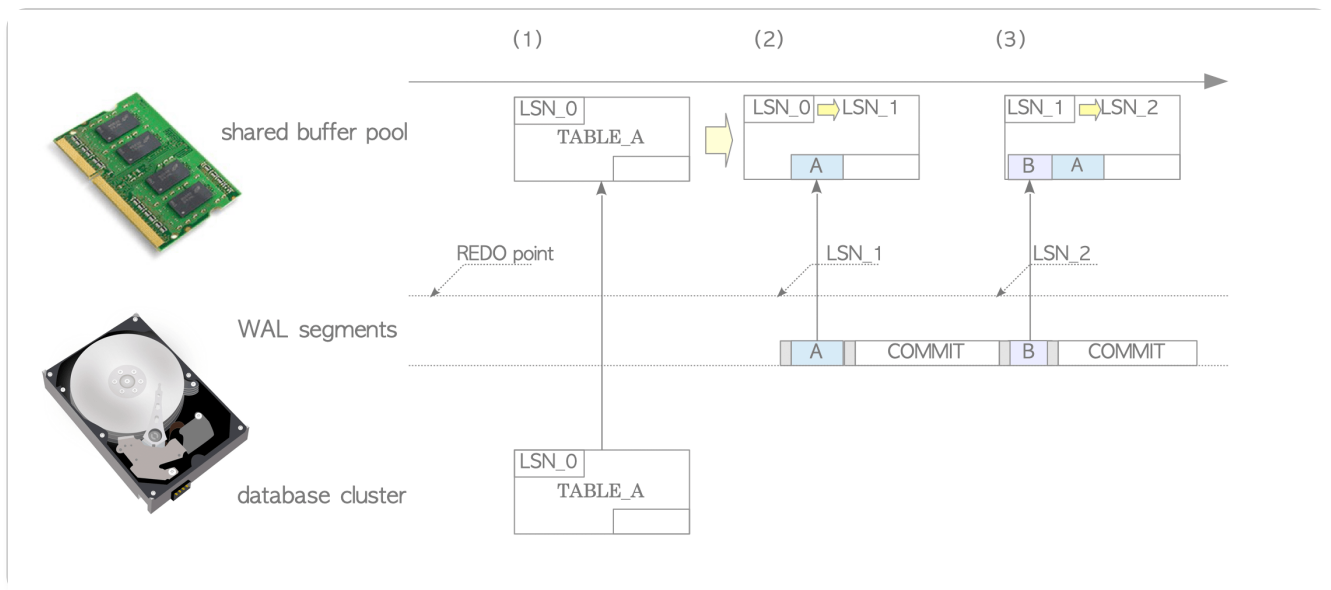 (1) (2) (3)
LSN_0
TABLE_A
LSN_0 LSN_1
A
LSN_1 LSN_2
B A
shared buffer pool
REDO point
LSN_1
LSN_2
WAL segments
A COMMIT B COMMIT
LSN_0
TABLE_A
database cluster